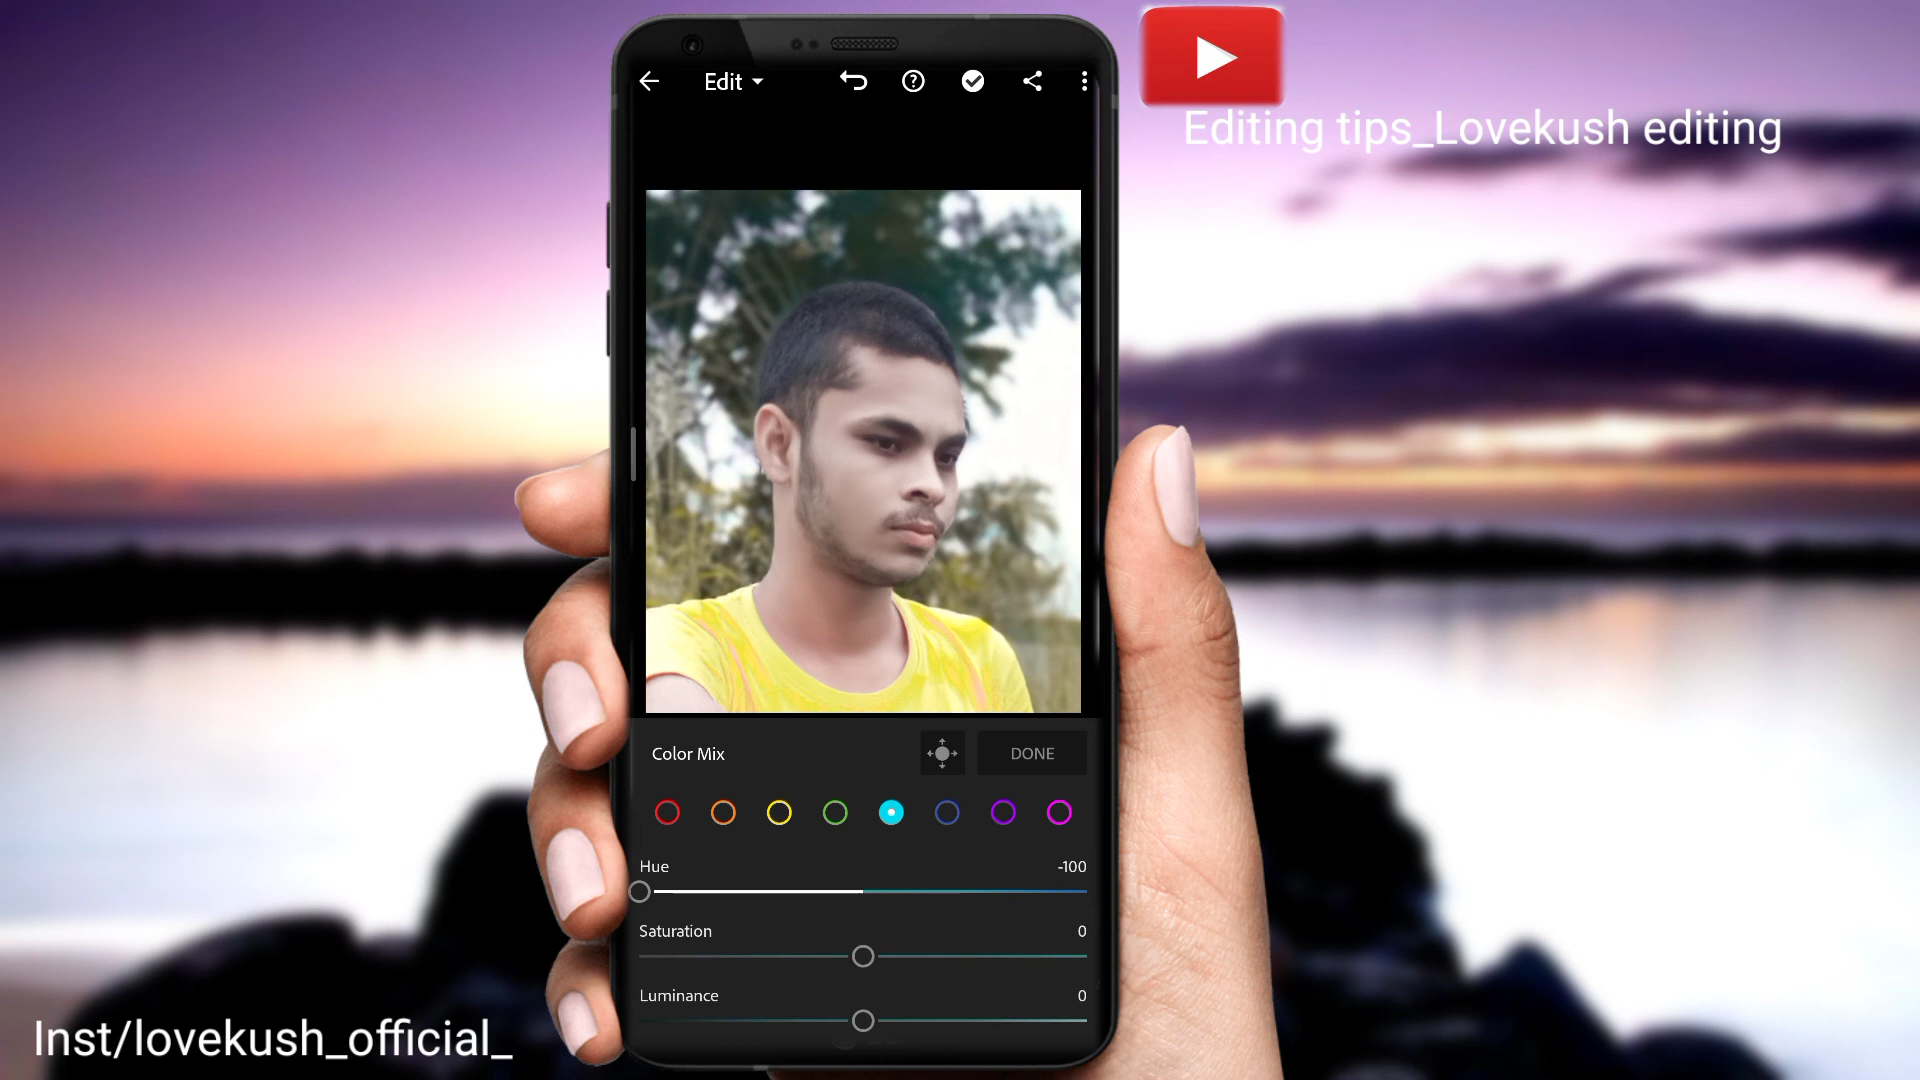 Edit
Editing tips_Lovekush editing
Color Mix
DONE
Hue
-100
Saturation
0
Luminance
0
Inst/lovekush_official_